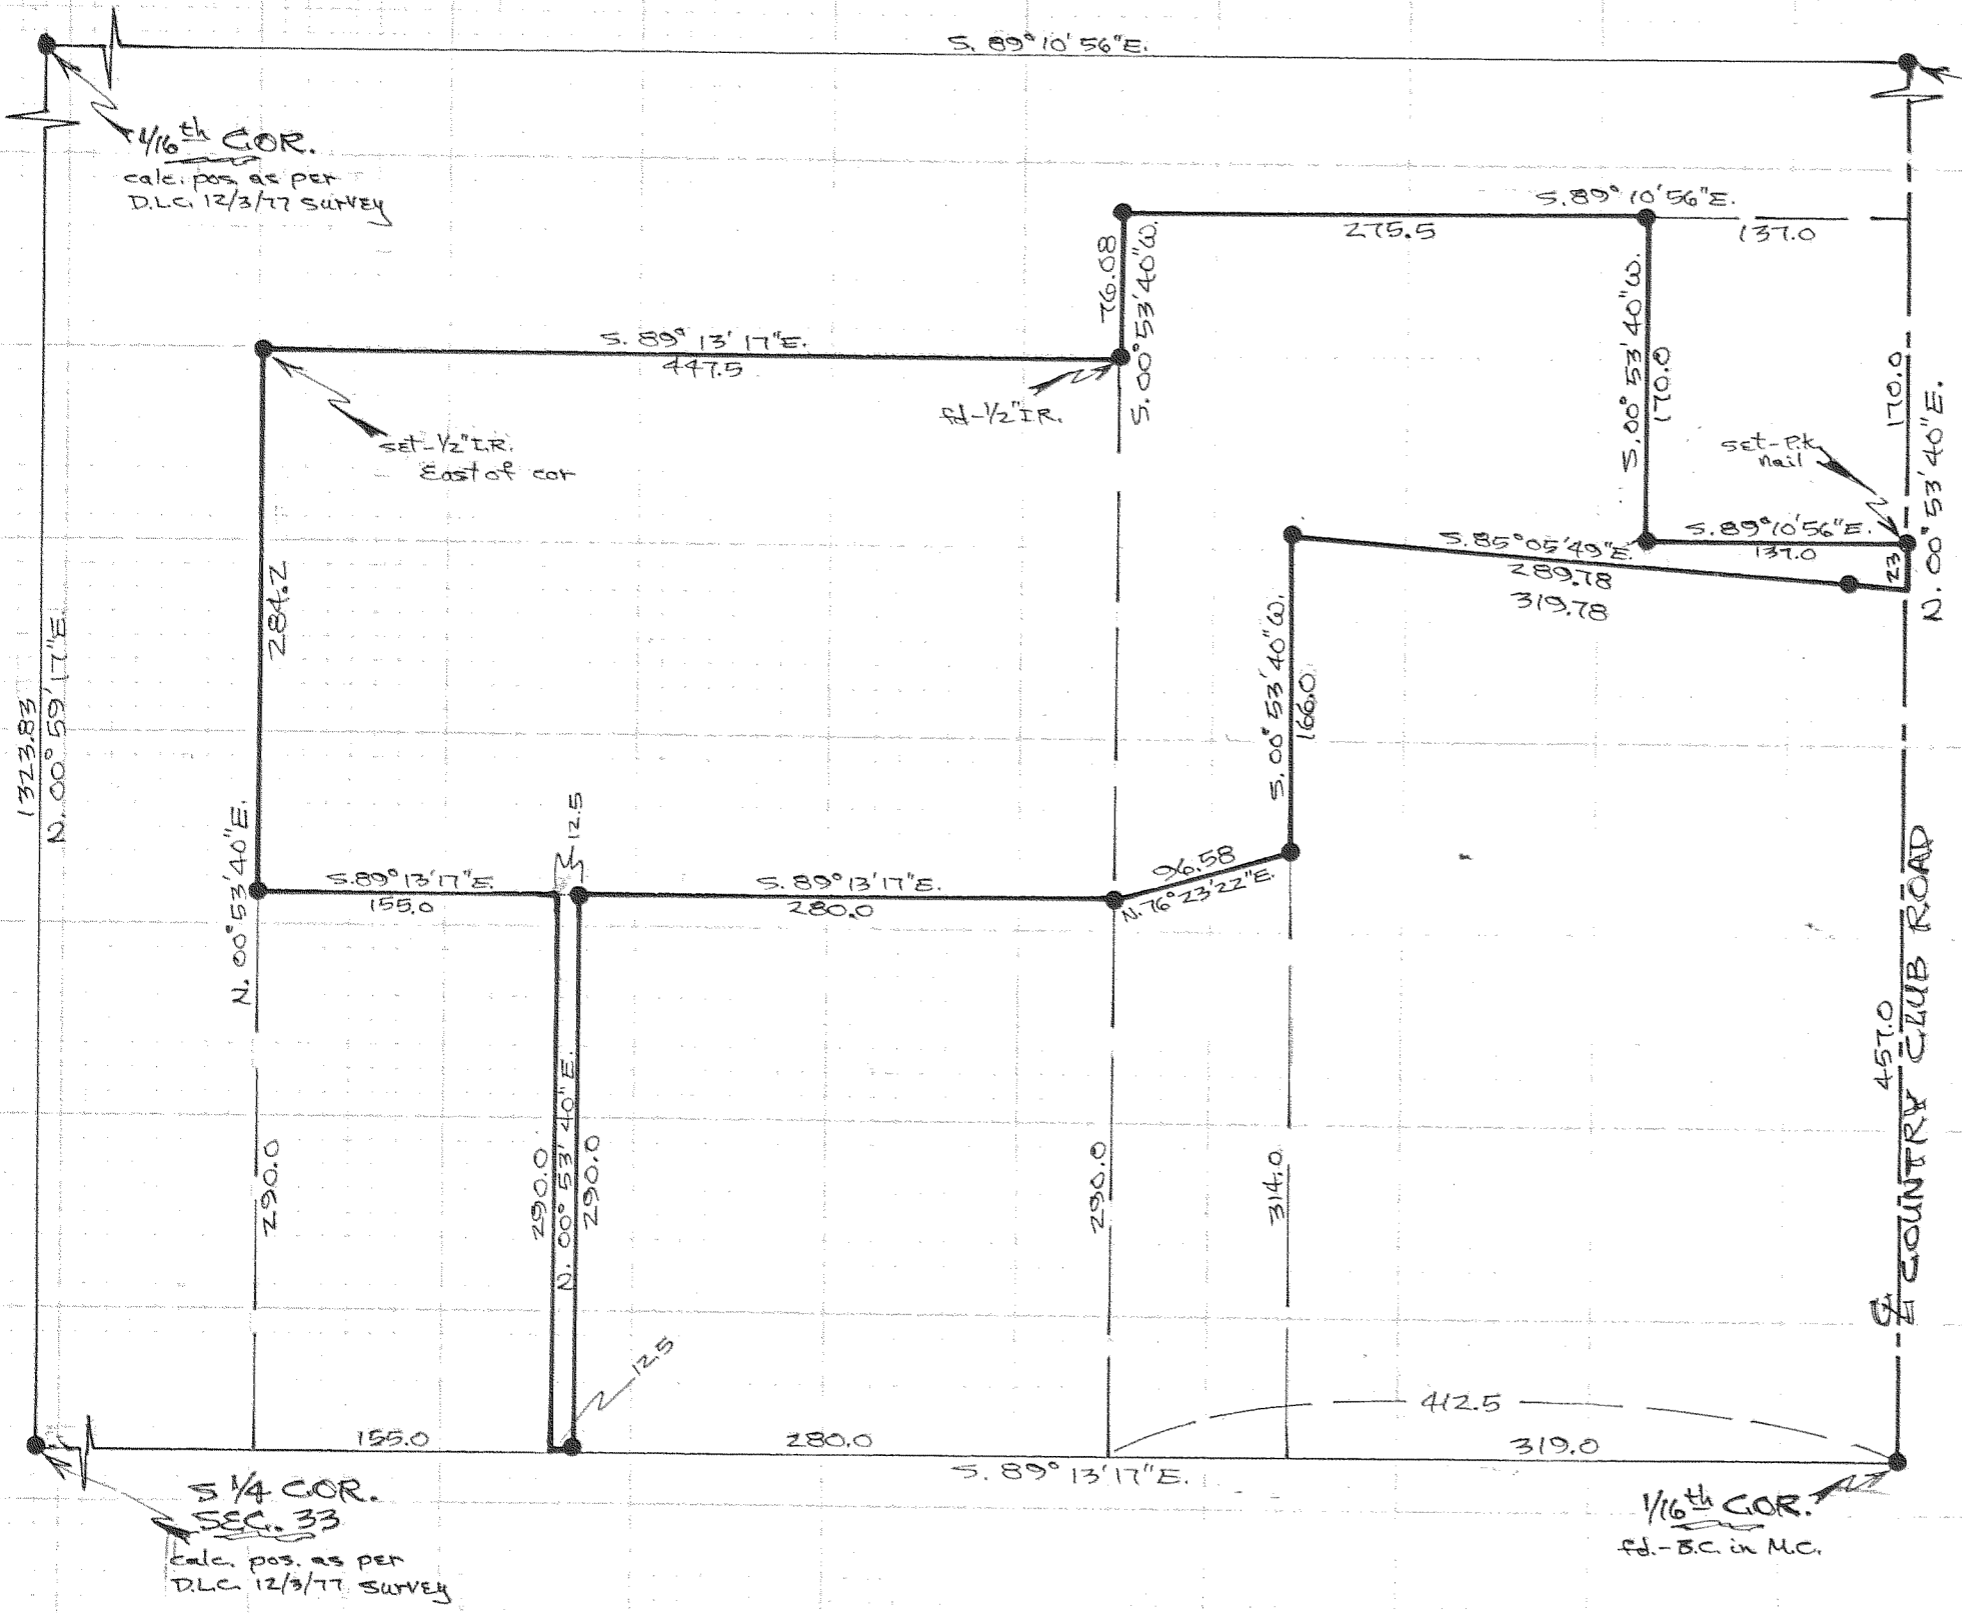 S. 89°10'56"E.
1/16th COR.
calc. pos. as per
D.L.C. 12/3/77 Survey
S.89°10'56"E.
275.5
137.0
76.08
S. 00°53'40"W.
S. 89°13'17"E.
447.5
fd-1/2" I.R.
set-1/2" I.R.
East of cor
S. 00°53'40"W.
170.0
170.0
N. 00°53'40"E.
set-P.K.
nail
S.89°10'56"E.
137.0
23
S.85°05'49"E.
289.78
319.78
284.2
1323.83
N. 00°59'17"E.
S. 00°53'40"W.
166.0
N. 00°53'40"E.
12.5
S.89°13'17"E.
155.0
S. 89°13'17"E.
280.0
96.58
N. 76°23'22"E.
290.0
290.0
N. 00°53'40"E.
290.0
290.0
314.0
457.0
℄ COUNTRY CLUB ROAD
12.5
412.5
155.0
280.0
319.0
S. 89°13'17"E.
S 1/4 COR.
SEC. 33
calc. pos. as per
D.L.C. 12/3/77 Survey
1/16th COR.
fd.-B.C. in M.C.